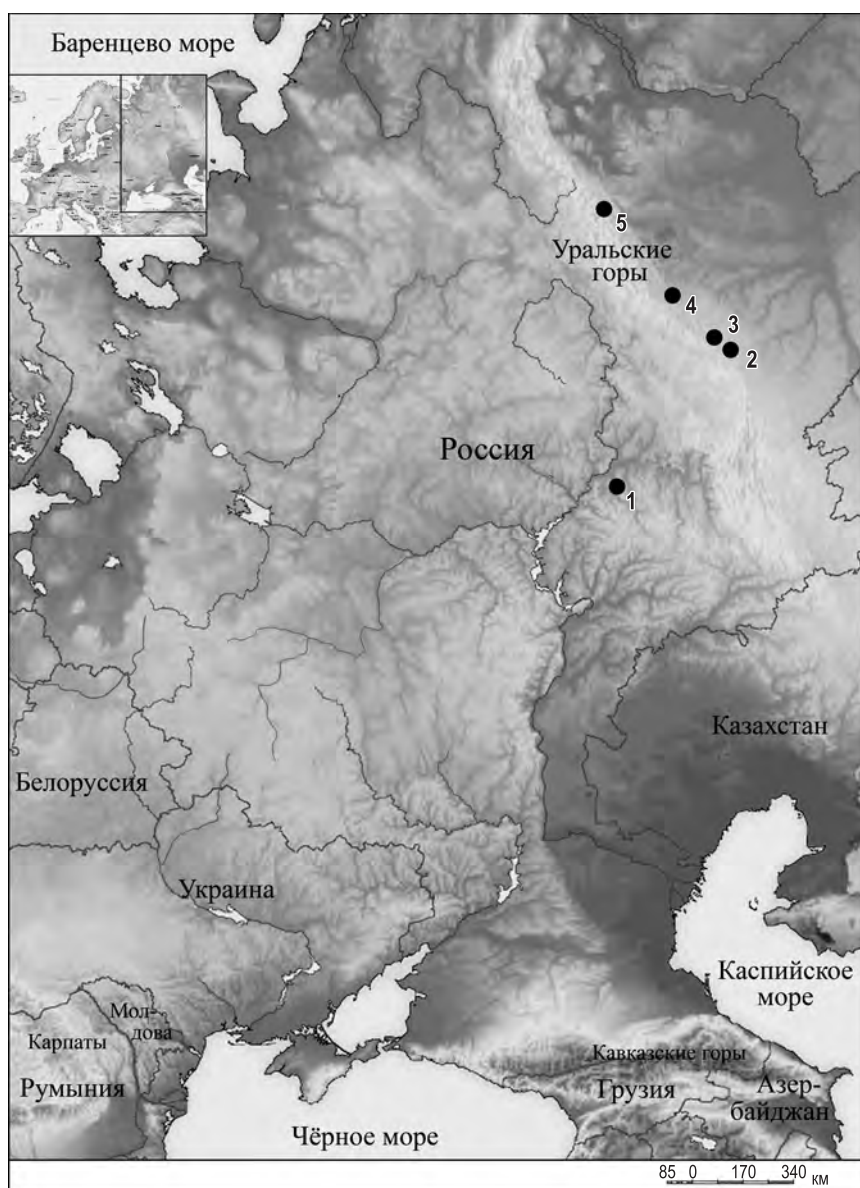 Баренцево море
5
Уральские
горы
4
3
2
Россия
1
Казахстан
Белоруссия
Украина
Каспийское
море
Мол-
дова
Карпаты
Румыния
Кавказские горы
Грузия
Азер-
байджан
Чёрное море
85 0 170 340 км